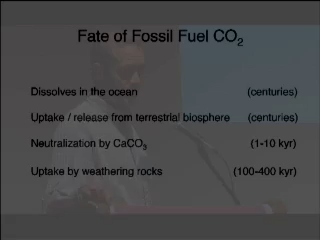 Fate of Fossil Fuel CO2
Dissolves in the ocean (centuries)
Uptake / release from terrestrial biosphere (centuries)
Neutralization by CaCO3 (1-10 kyr)
Uptake by weathering rocks (100-400 kyr)